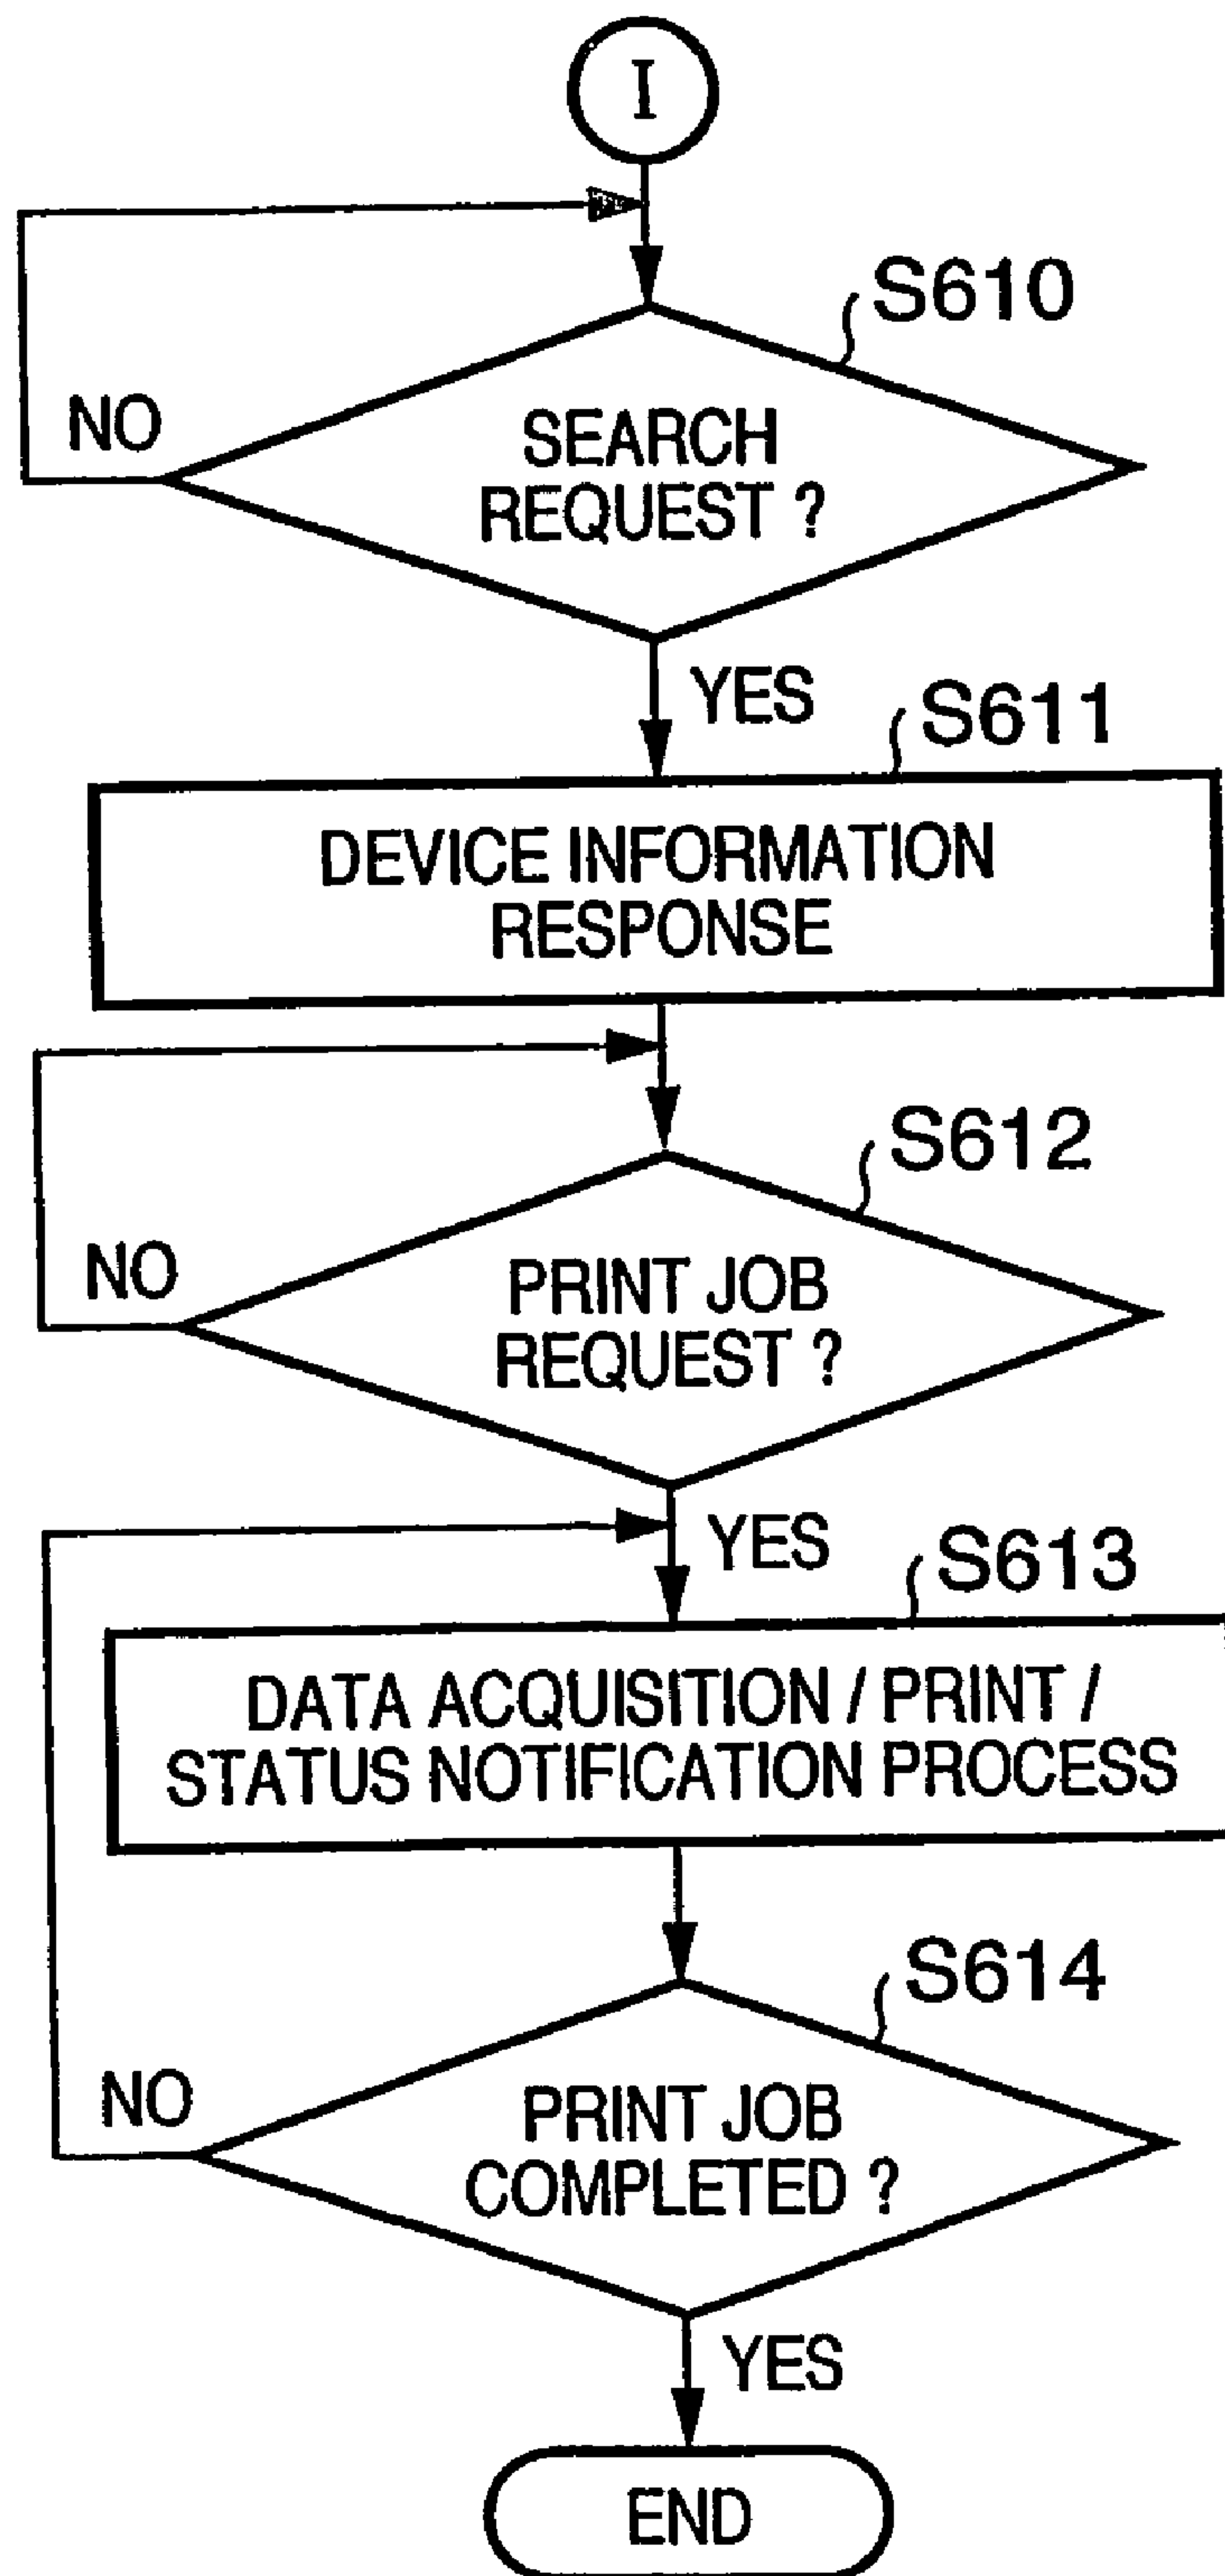 I
S610
SEARCH
REQUEST ?
NO
YES
S611
DEVICE INFORMATION
RESPONSE
S612
PRINT JOB
REQUEST ?
NO
YES
S613
DATA ACQUISITION / PRINT /
STATUS NOTIFICATION PROCESS
S614
PRINT JOB
COMPLETED ?
NO
YES
END